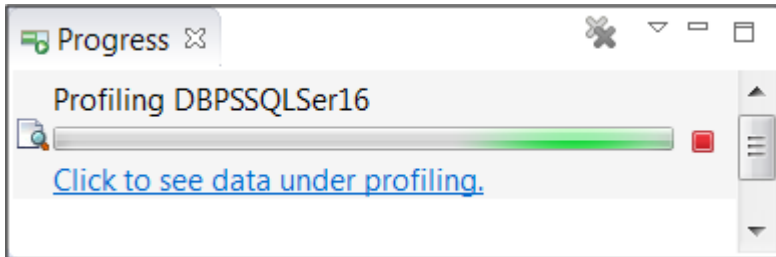 Progress
Profiling DBPSSQLSer16
Click to see data under profiling.